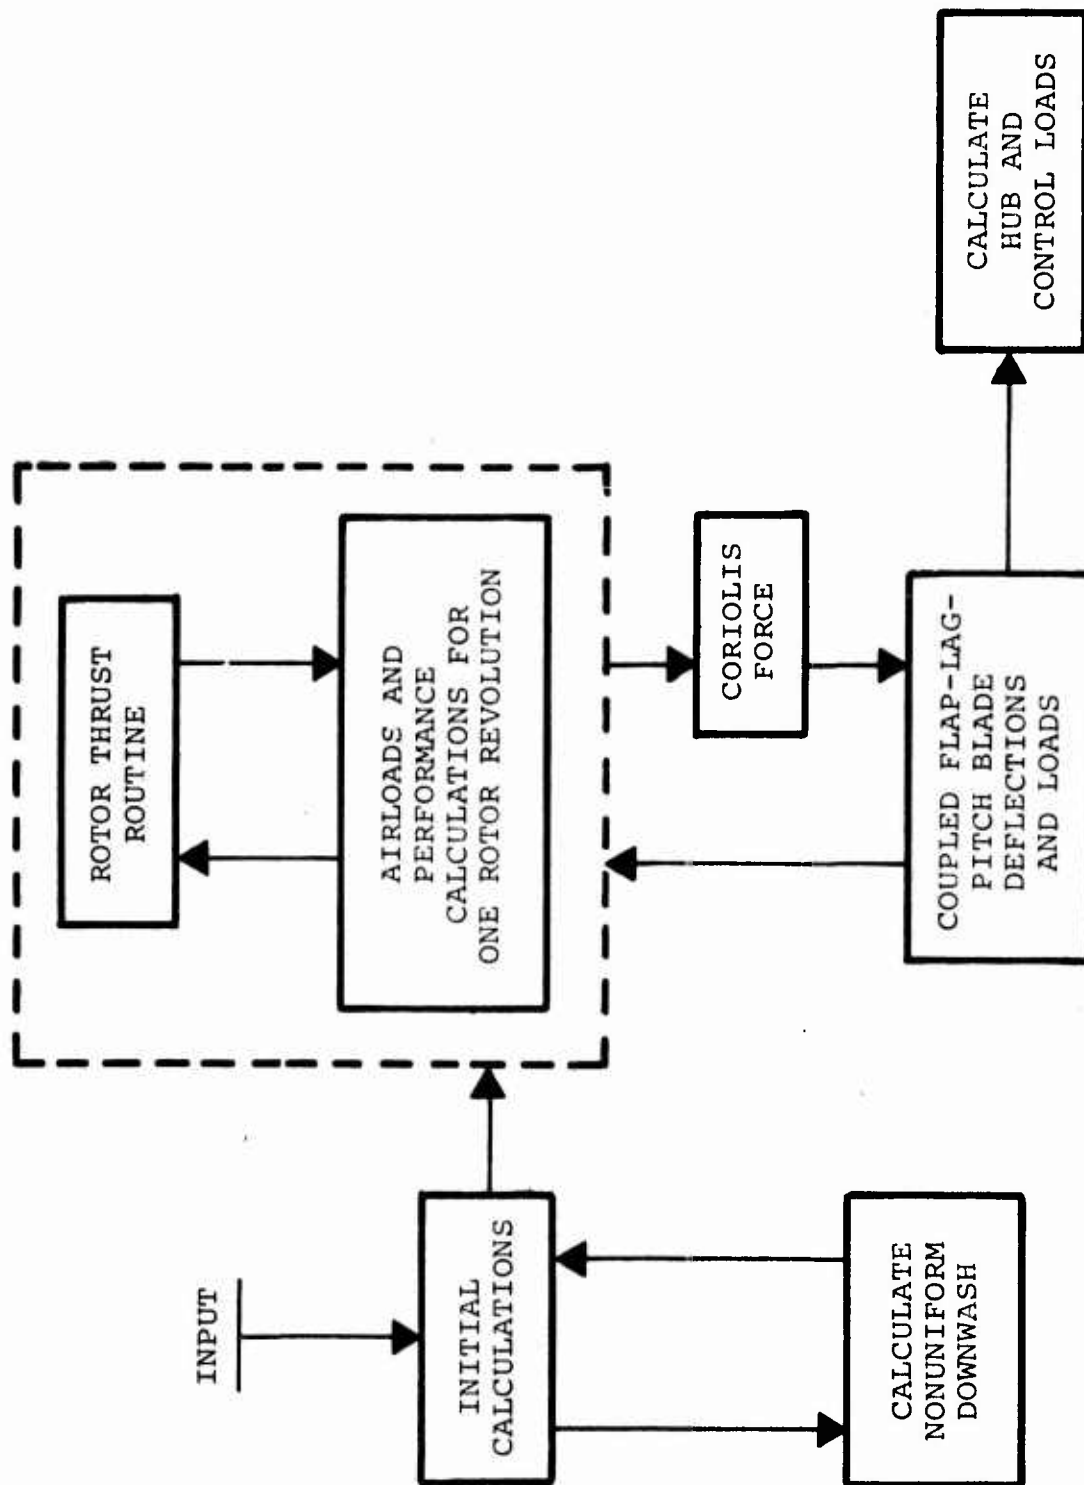 INPUT
INITIAL
CALCULATIONS
CALCULATE
NONUNIFORM
DOWNWASH
ROTOR THRUST
ROUTINE
AIRLOADS AND
PERFORMANCE
CALCULATIONS FOR
ONE ROTOR REVOLUTION
CORIOLIS
FORCE
COUPLED FLAP-LAG-
PITCH BLADE
DEFLECTIONS
AND LOADS
CALCULATE
HUB AND
CONTROL LOADS